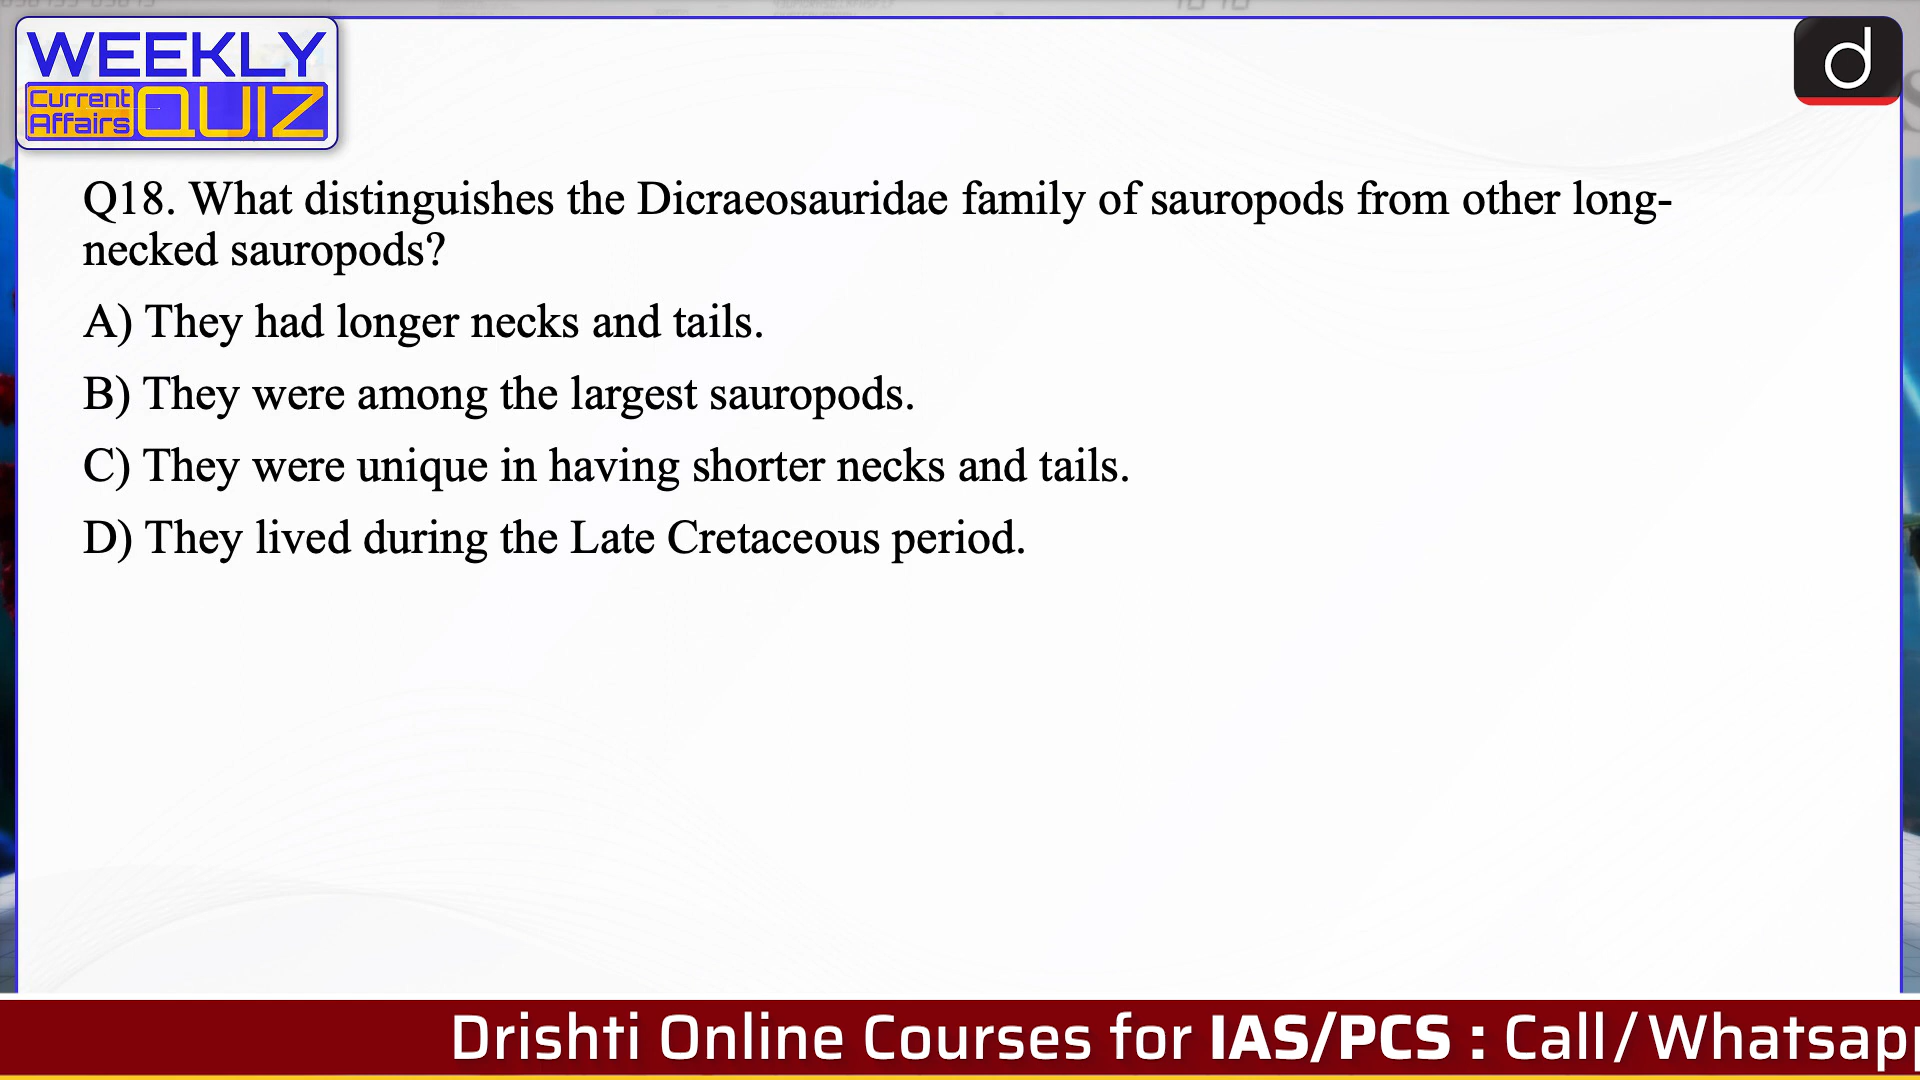 WEEKLY
Current
Affairs
QUIZ
d
Q18. What distinguishes the Dicraeosauridae family of sauropods from other long-
necked sauropods?
A) They had longer necks and tails.
B) They were among the largest sauropods.
C) They were unique in having shorter necks and tails.
D) They lived during the Late Cretaceous period.
Drishti Online Courses for IAS/PCS : Call/Whatsapp